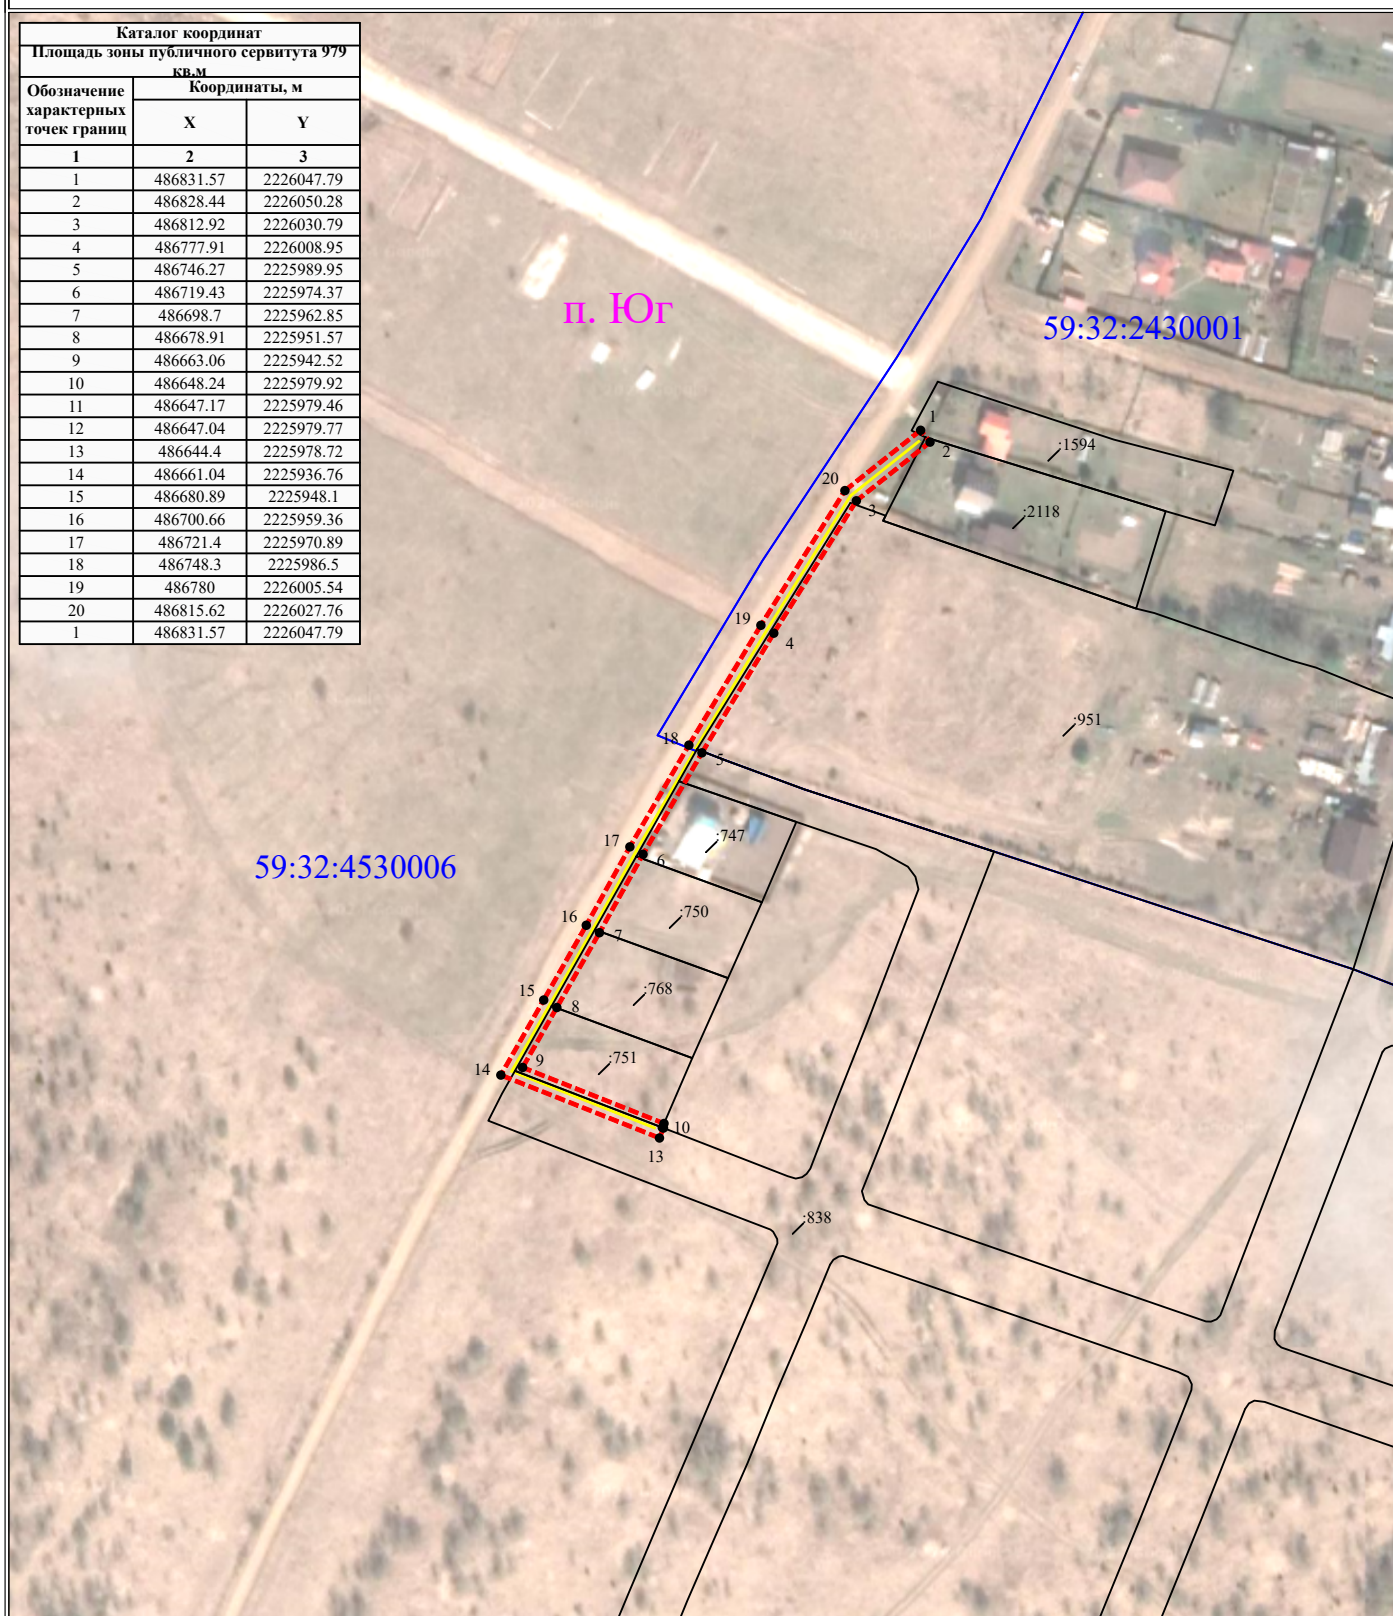 Каталог координат
Площадь зоны публичного сервитута 979
кв.м
Обозначение характерных точек границ Координаты, м
X Y
1 2 3
1 486831.57 2226047.79
2 486828.44 2226050.28
3 486812.92 2226030.79
4 486777.91 2226008.95
5 486746.27 2225989.95
6 486719.43 2225974.37
7 486698.7 2225962.85
8 486678.91 2225951.57
9 486663.06 2225942.52
10 486648.24 2225979.92
11 486647.17 2225979.46
12 486647.04 2225979.77
13 486644.4 2225978.72
14 486661.04 2225936.76
15 486680.89 2225948.1
16 486700.66 2225959.36
17 486721.4 2225970.89
18 486748.3 2225986.5
19 486780 2226005.54
20 486815.62 2226027.76
1 486831.57 2226047.79
п. Юг
59:32:2430001
1
2
:1594
20
3
:2118
19
4
:951
18
5
17
:747
6
59:32:4530006
16
:750
7
15
:768
8
9
:751
14
10
13
:838